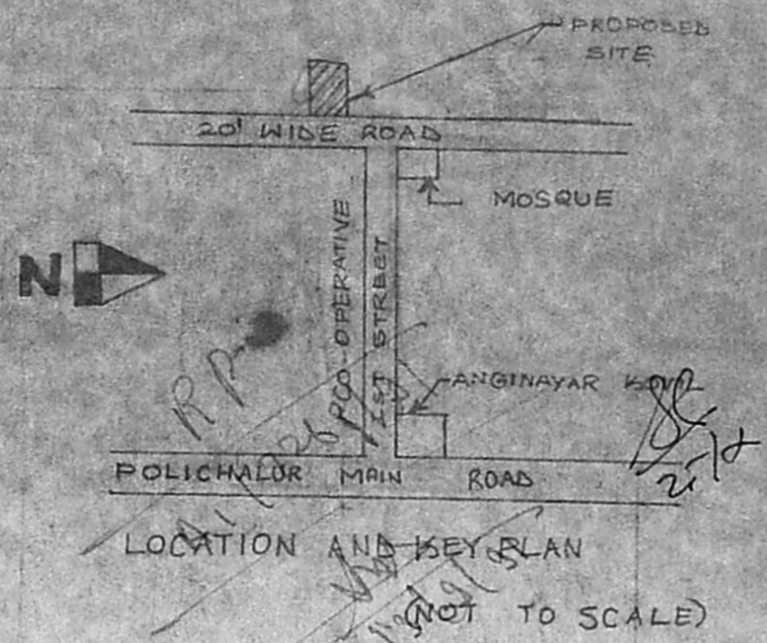 PROPOSED
SITE
20' WIDE ROAD
MOSQUE
N
CO-OPERATIVE
1ST STREET
ANGINAYAR
POLICHALUR MAIN ROAD
LOCATION AND KEY PLAN
(NOT TO SCALE)